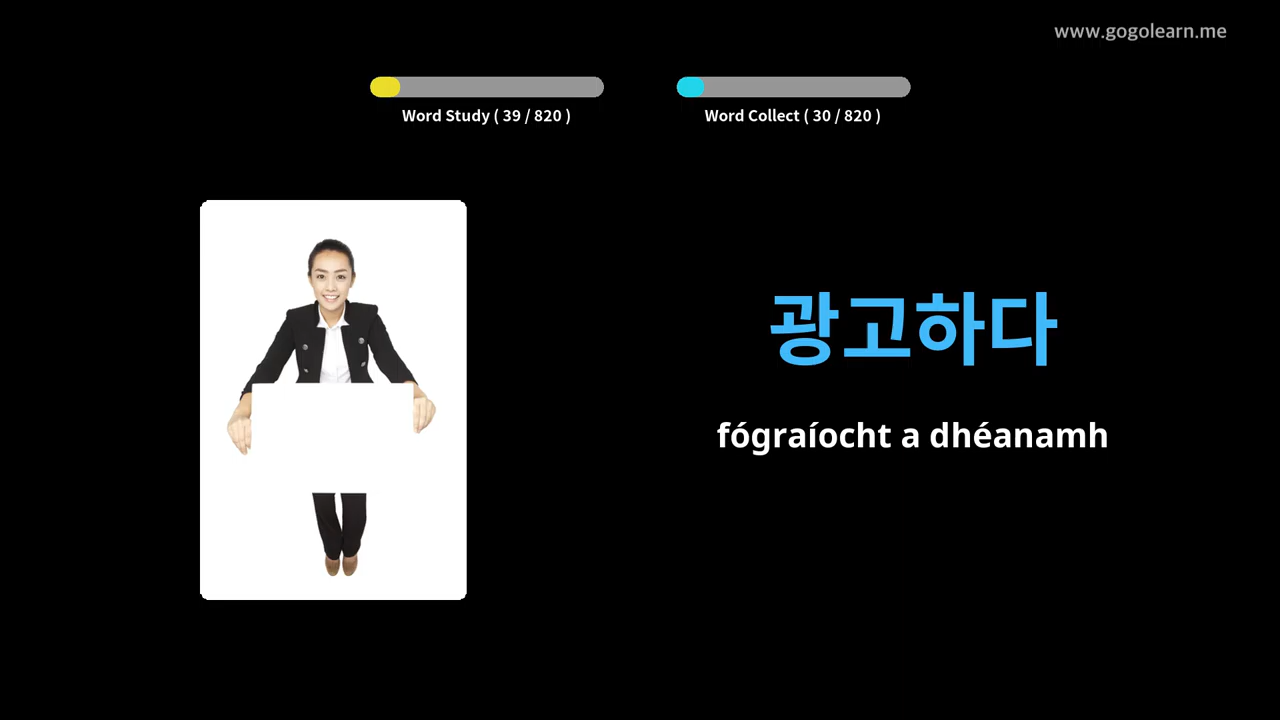 www.gogolearn.me
Word Study ( 39 / 820 )
Word Collect ( 30 / 820 )
광고하다
fógraíocht a dhéanamh